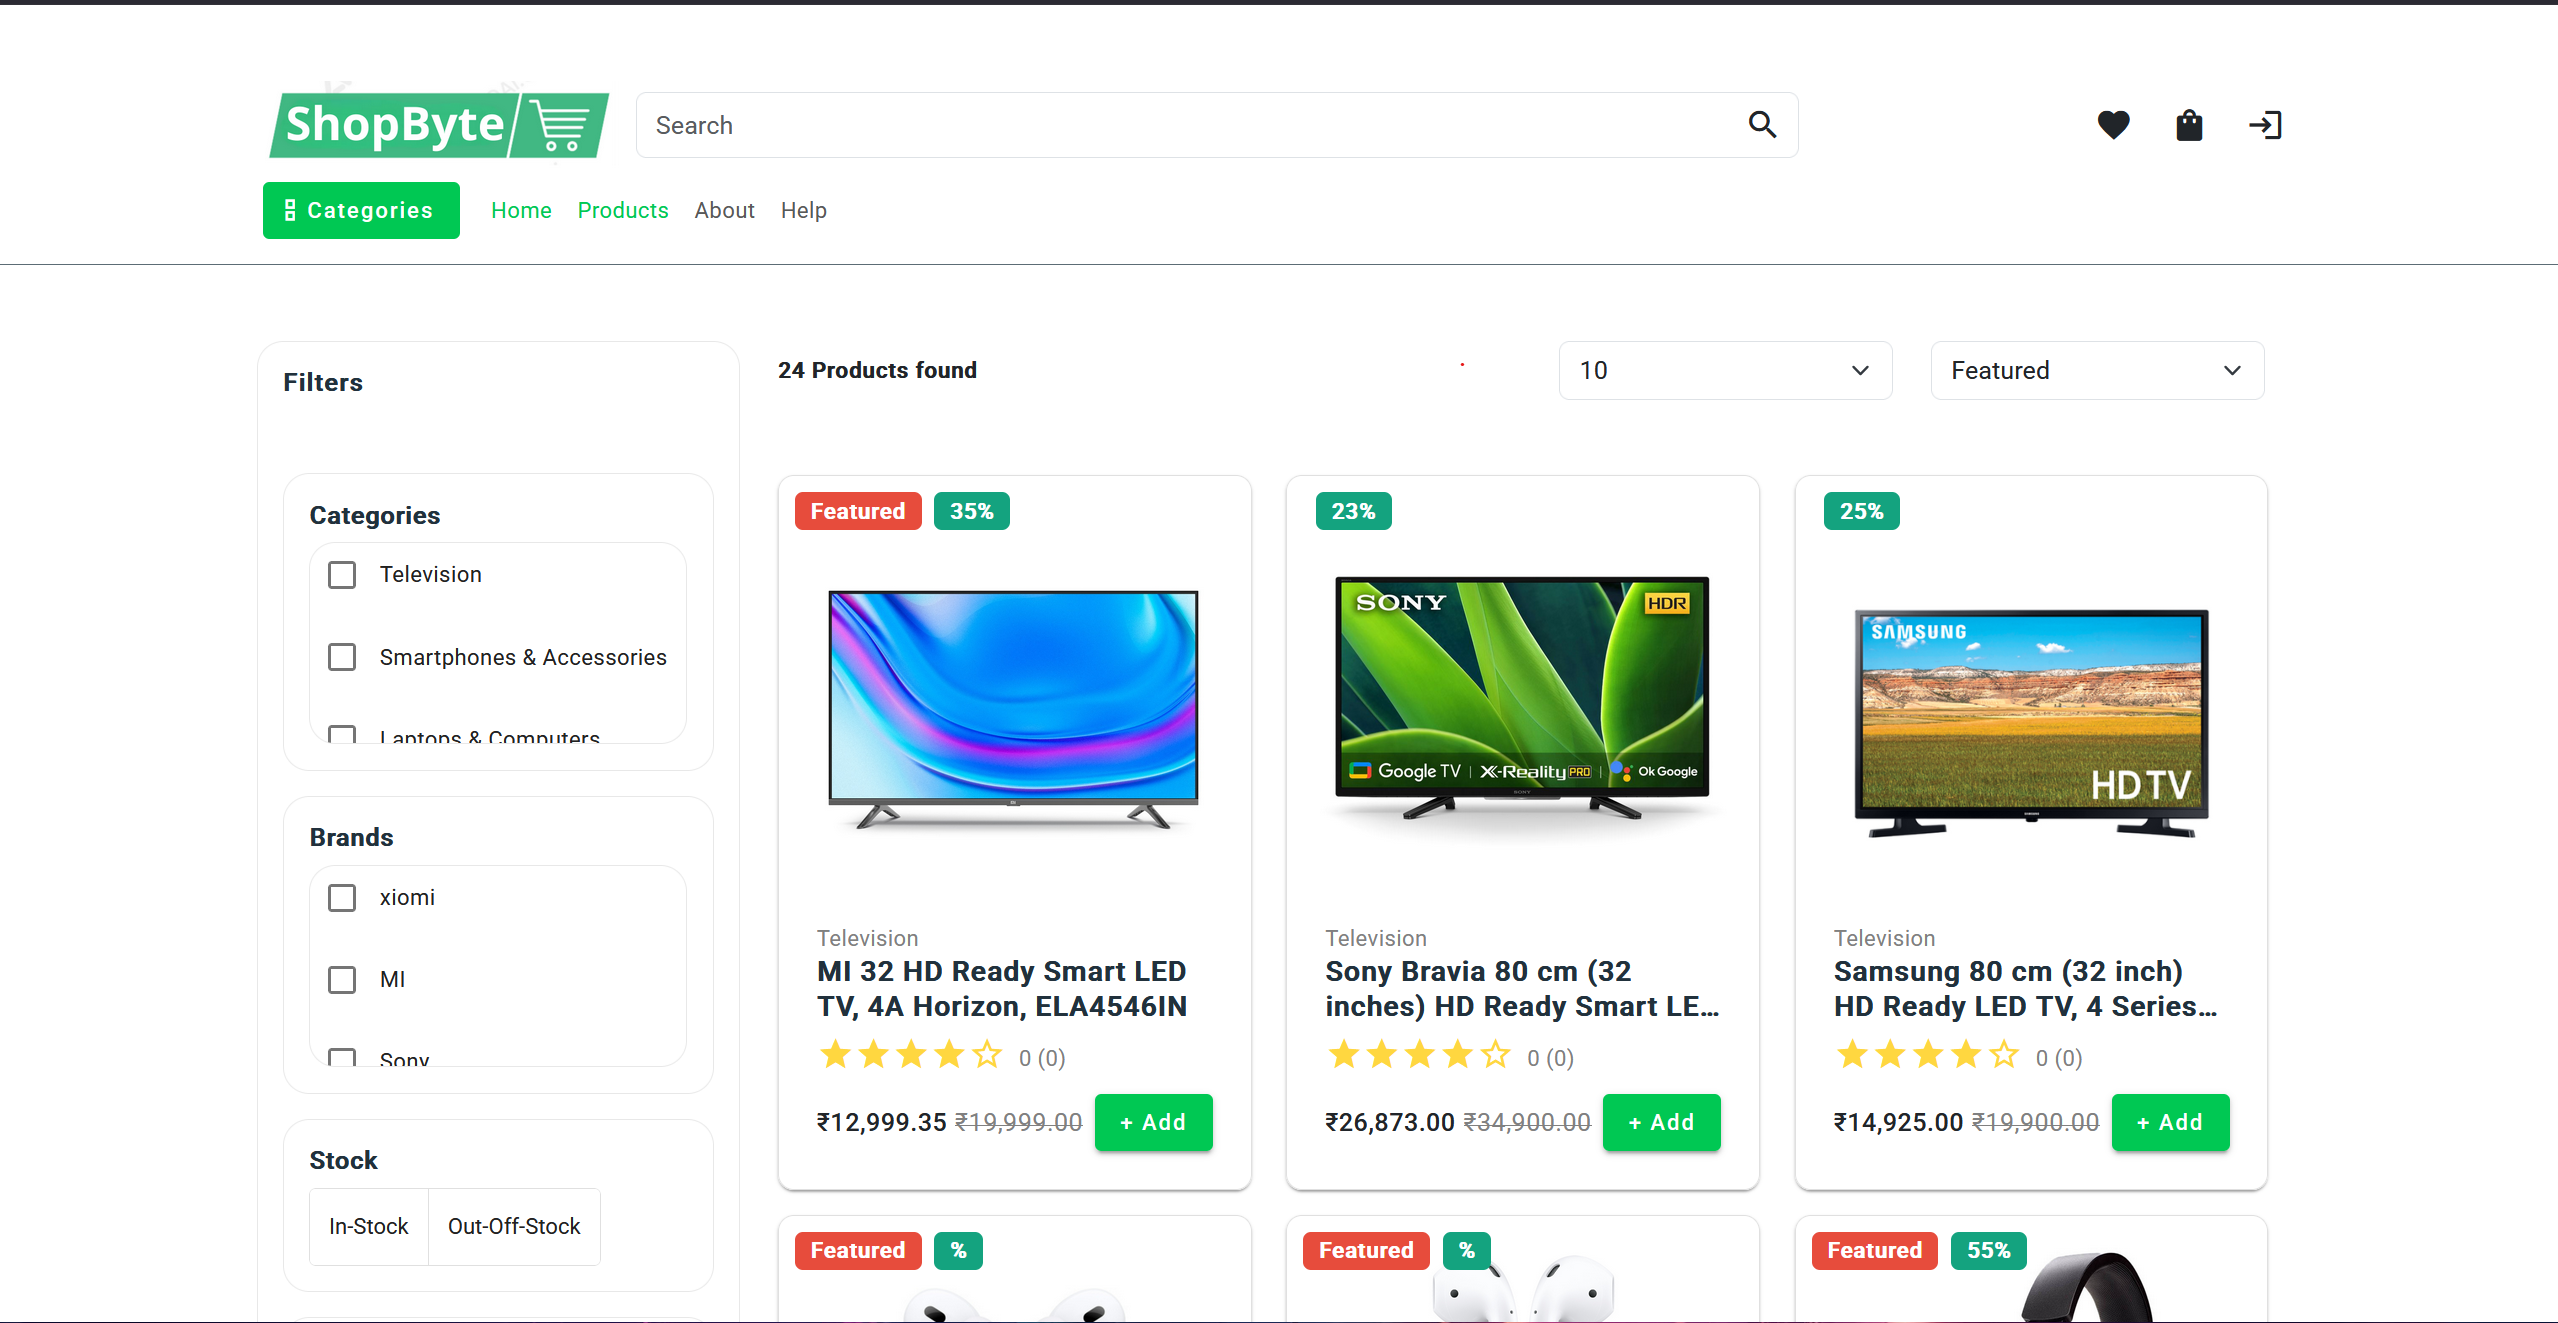 ShopByte
Search
Categories
Home Products About Help
Filters
24 Products found
10
Featured
Categories
Television
Smartphones & Accessories
Laptops & Computers
Brands
xiomi
MI
Sony
Stock
In-Stock Out-Off-Stock
Featured 35%
Television
MI 32 HD Ready Smart LED
TV, 4A Horizon, ELA4546IN
0 (0)
₹12,999.35 ₹19,999.00 + Add
23%
SONY
HDR
Google TV | X-Reality PRO | Ok Google
SONY
Television
Sony Bravia 80 cm (32
inches) HD Ready Smart LE...
0 (0)
₹26,873.00 ₹34,900.00 + Add
25%
SAMSUNG
HD TV
Television
Samsung 80 cm (32 inch)
HD Ready LED TV, 4 Series...
0 (0)
₹14,925.00 ₹19,900.00 + Add
Featured %
Featured %
Featured 55%